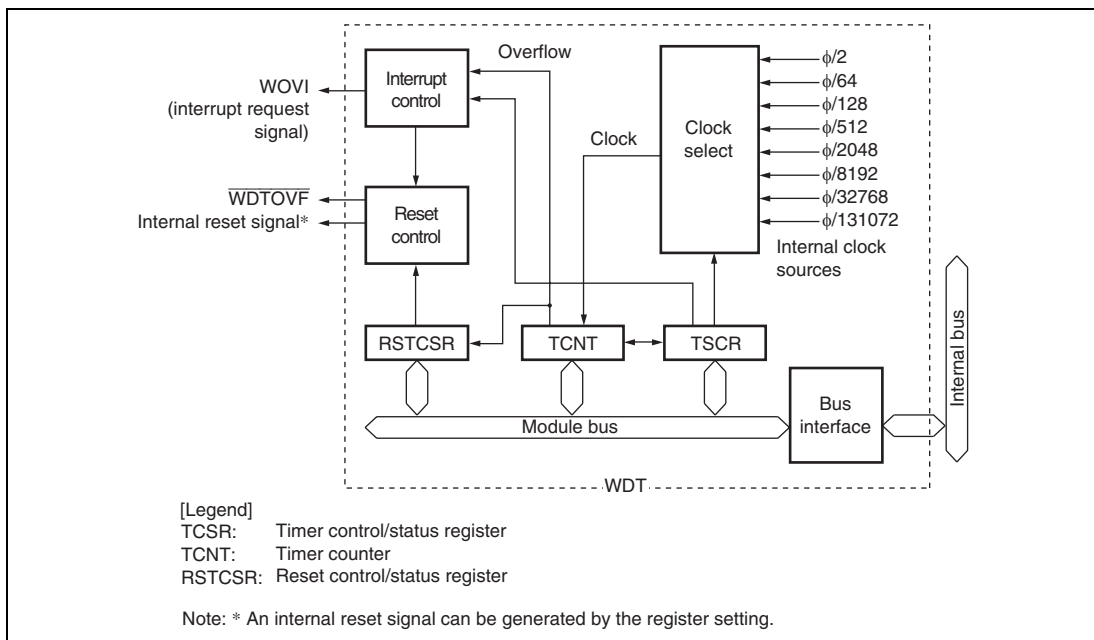 Overflow
Interrupt
control
WOVI
(interrupt request
signal)
WDTOVF
Internal reset signal*
Reset
control
Clock
Clock
select
ϕ/2
ϕ/64
ϕ/128
ϕ/512
ϕ/2048
ϕ/8192
ϕ/32768
ϕ/131072
Internal clock
sources
RSTCSR
TCNT
TSCR
Module bus
Bus
interface
Internal bus
WDT
[Legend]
TCSR: Timer control/status register
TCNT: Timer counter
RSTCSR: Reset control/status register
Note: * An internal reset signal can be generated by the register setting.